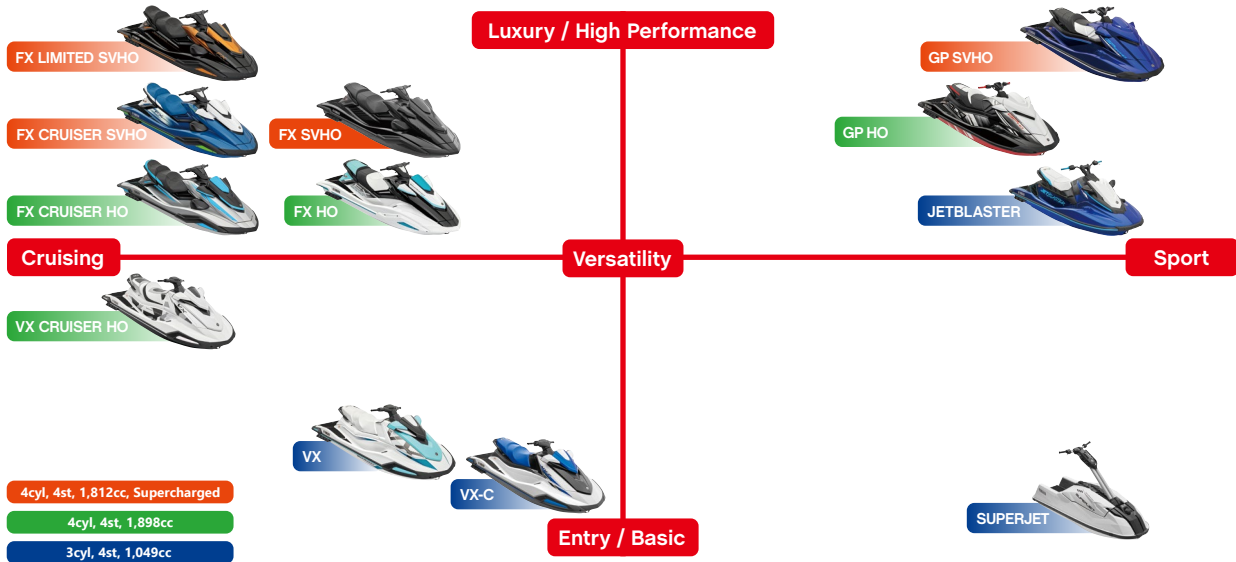 Luxury / High Performance
FX LIMITED SVHO
GP SVHO
FX CRUISER SVHO
FX SVHO
GP HO
FX CRUISER HO
FX HO
JETBLASTER
Cruising
Versatility
Sport
VX CRUISER HO
VX
VX-C
SUPERJET
4cyl, 4st, 1,812cc, Supercharged
4cyl, 4st, 1,898cc
3cyl, 4st, 1,049cc
Entry / Basic